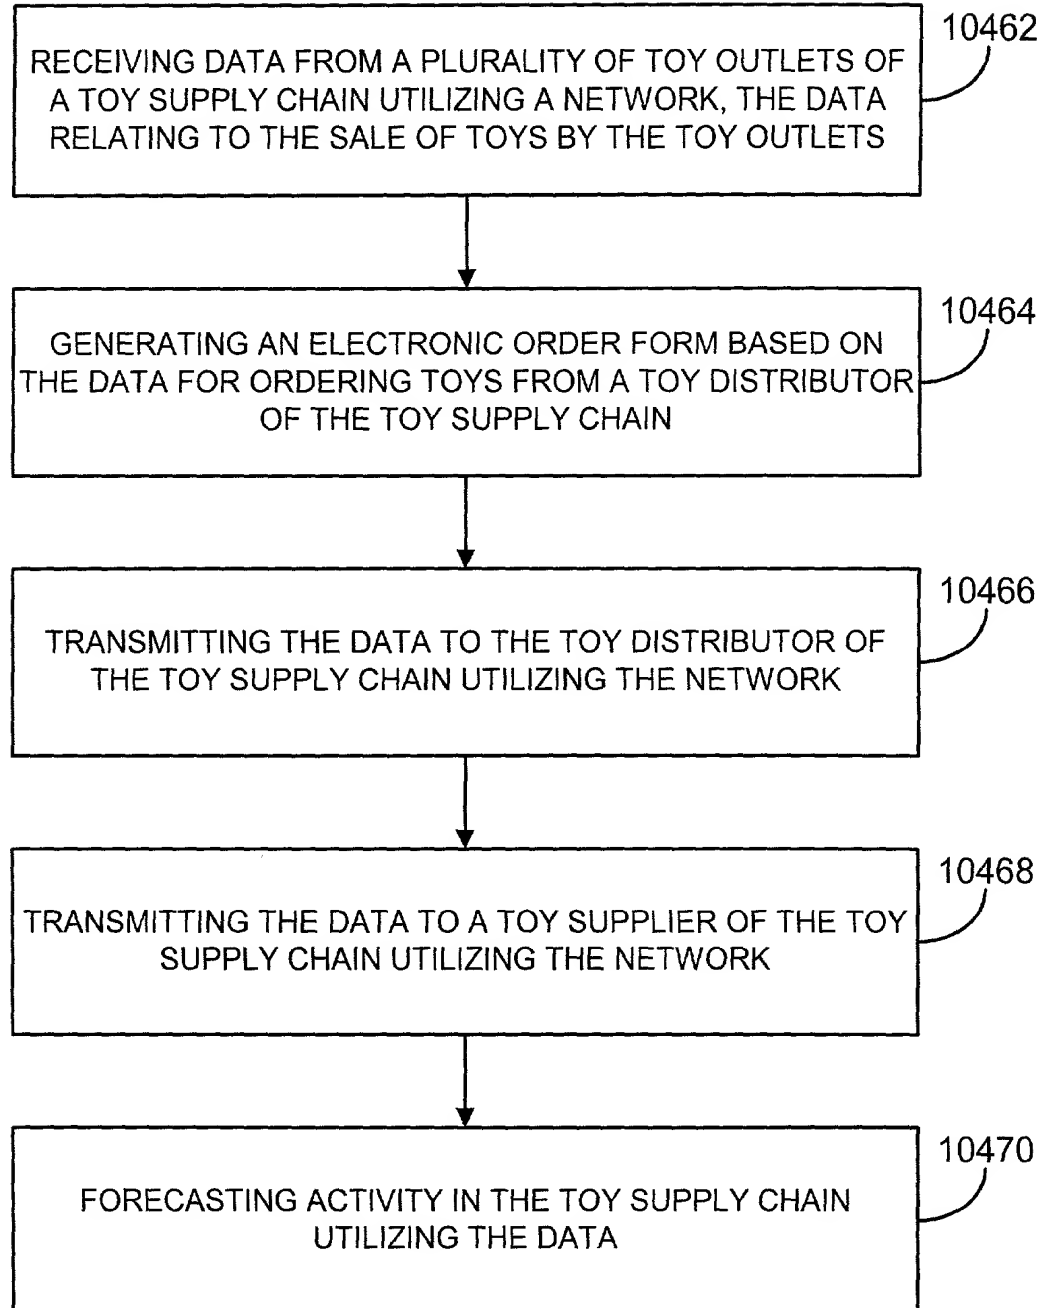 10462
RECEIVING DATA FROM A PLURALITY OF TOY OUTLETS OF
A TOY SUPPLY CHAIN UTILIZING A NETWORK, THE DATA
RELATING TO THE SALE OF TOYS BY THE TOY OUTLETS
10464
GENERATING AN ELECTRONIC ORDER FORM BASED ON
THE DATA FOR ORDERING TOYS FROM A TOY DISTRIBUTOR
OF THE TOY SUPPLY CHAIN
10466
TRANSMITTING THE DATA TO THE TOY DISTRIBUTOR OF
THE TOY SUPPLY CHAIN UTILIZING THE NETWORK
10468
TRANSMITTING THE DATA TO A TOY SUPPLIER OF THE TOY
SUPPLY CHAIN UTILIZING THE NETWORK
10470
FORECASTING ACTIVITY IN THE TOY SUPPLY CHAIN
UTILIZING THE DATA